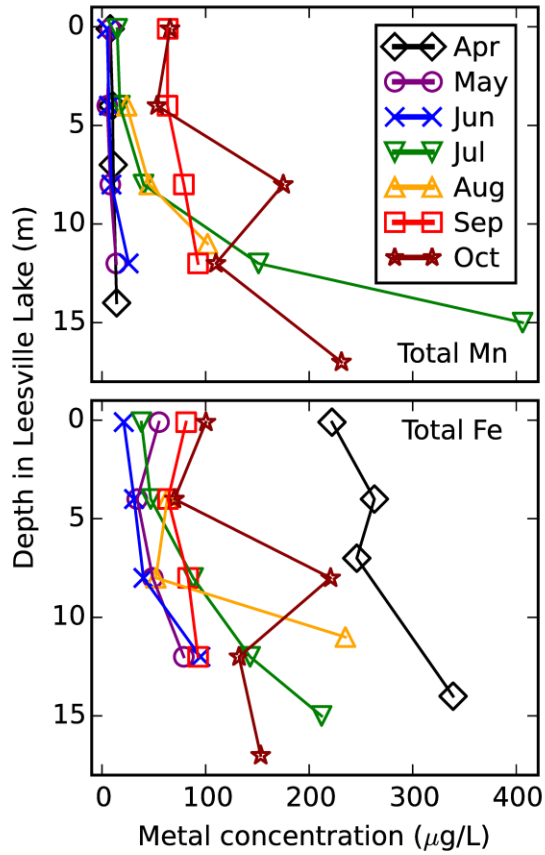 0
5
10
15
Depth in Leesville Lake (m)
Apr
May
Jun
Jul
Aug
Sep
Oct
Total Mn
0
5
10
15
Total Fe
0
100
200
300
400
Metal concentration (μg/L)